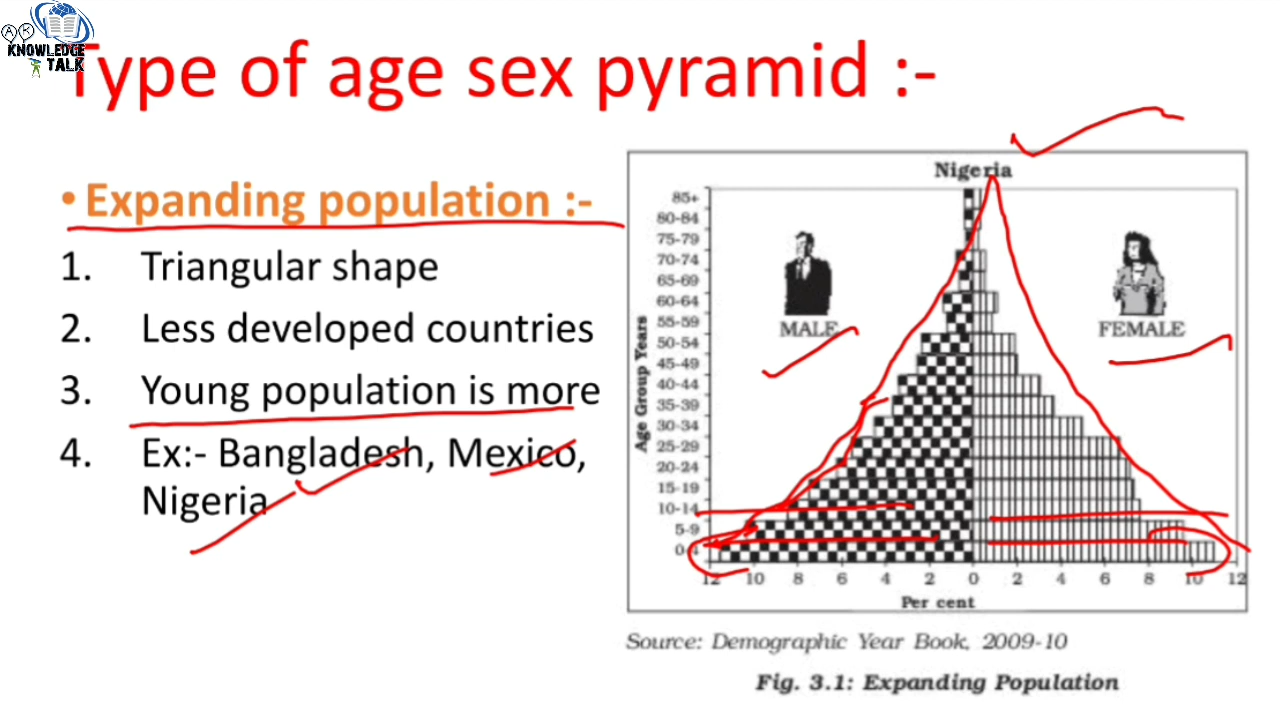 AK
KNOWLEDGE
TALK
Type of age sex pyramid :-
• Expanding population :-
1. Triangular shape
2. Less developed countries
3. Young population is more
4. Ex:- Bangladesh, Mexico,
Nigeria
Nigeria
Age Group Years
85+
80-84
75-79
70-74
65-69
60-64
55-59
50-54
45-49
40-44
35-39
30-34
25-29
20-24
15-19
10-14
5-9
0-4
MALE
FEMALE
12 10 8 6 4 2 0 2 4 6 8 10 12
Per cent
Source: Demographic Year Book, 2009-10
Fig. 3.1: Expanding Population